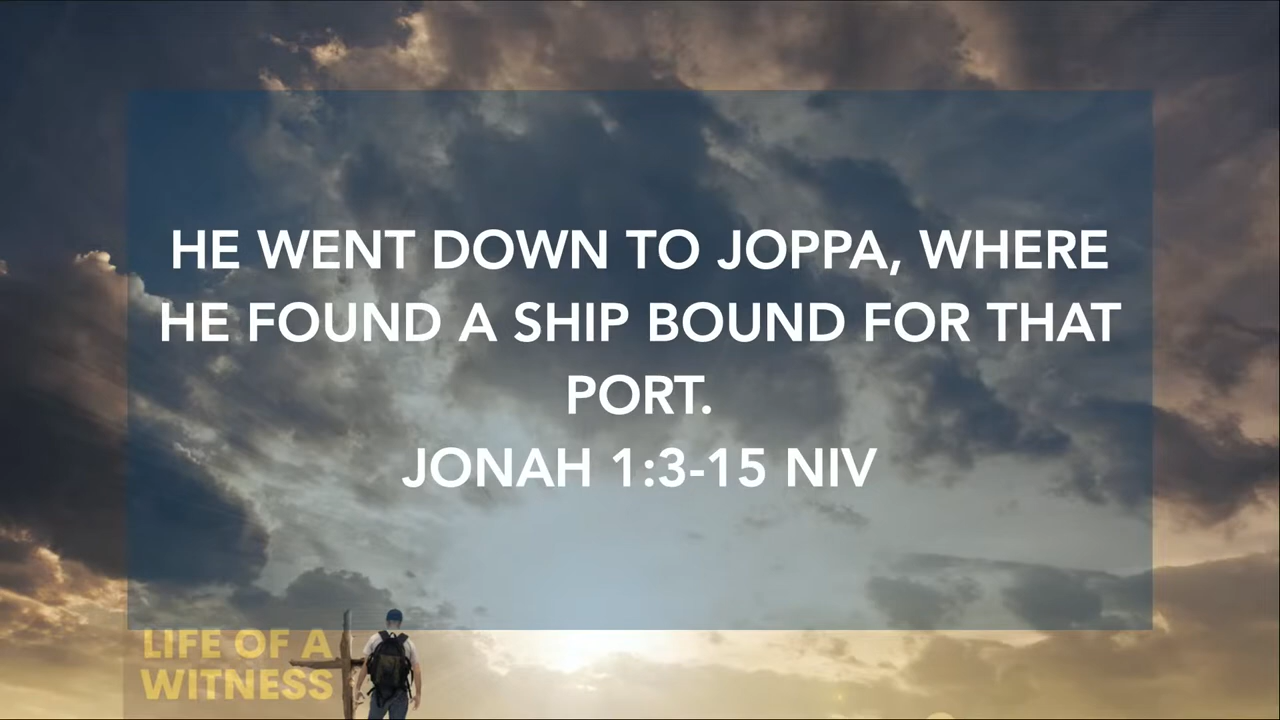 HE WENT DOWN TO JOPPA, WHERE
HE FOUND A SHIP BOUND FOR THAT
PORT.
JONAH 1:3-15 NIV
LIFE OF A
WITNESS